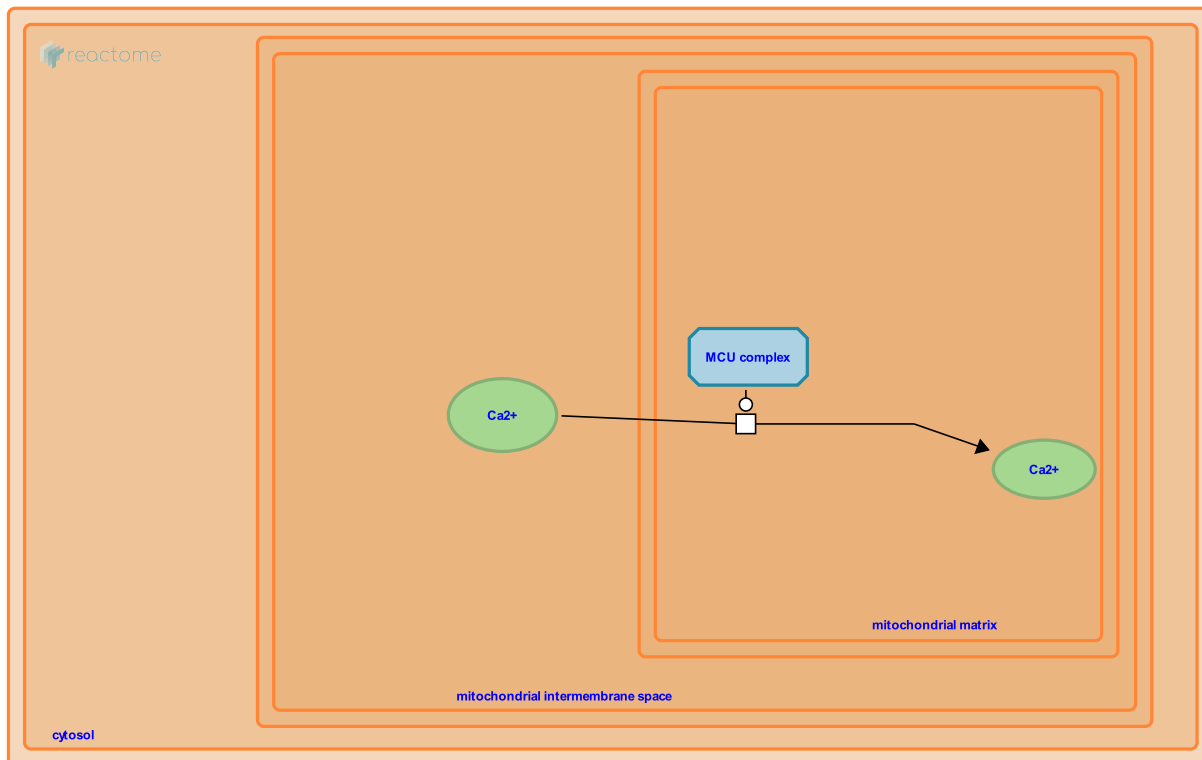 reactome
MCU complex
Ca2+
Ca2+
mitochondrial matrix
mitochondrial intermembrane space
cytosol